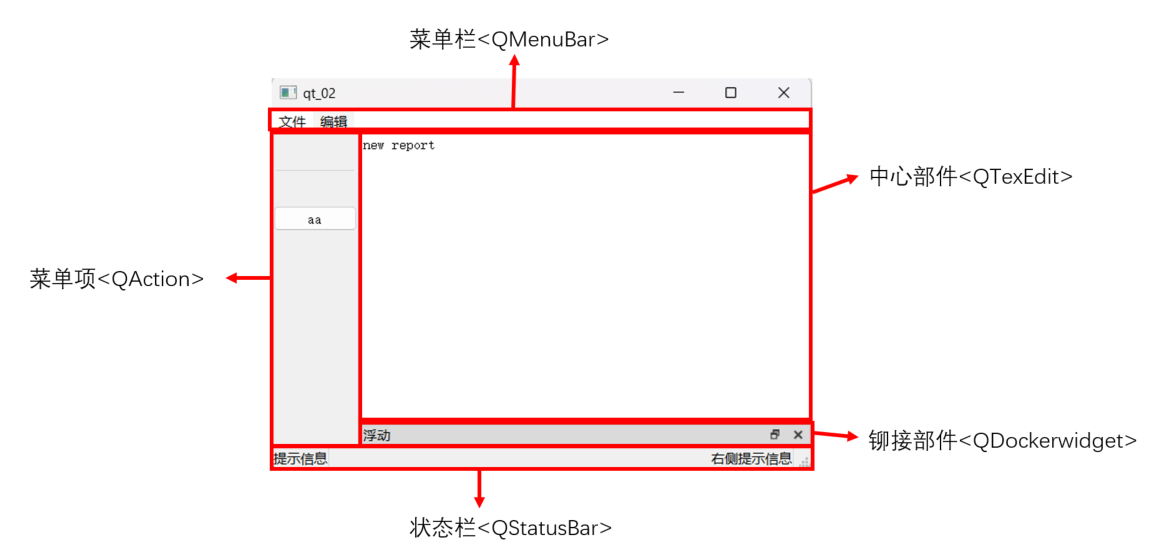 菜单栏<QMenuBar>
qt_02
文件 编辑
new report
中心部件<QTexEdit>
aa
菜单项<QAction>
浮动
铆接部件<QDockerwidget>
提示信息 右侧提示信息
状态栏<QStatusBar>